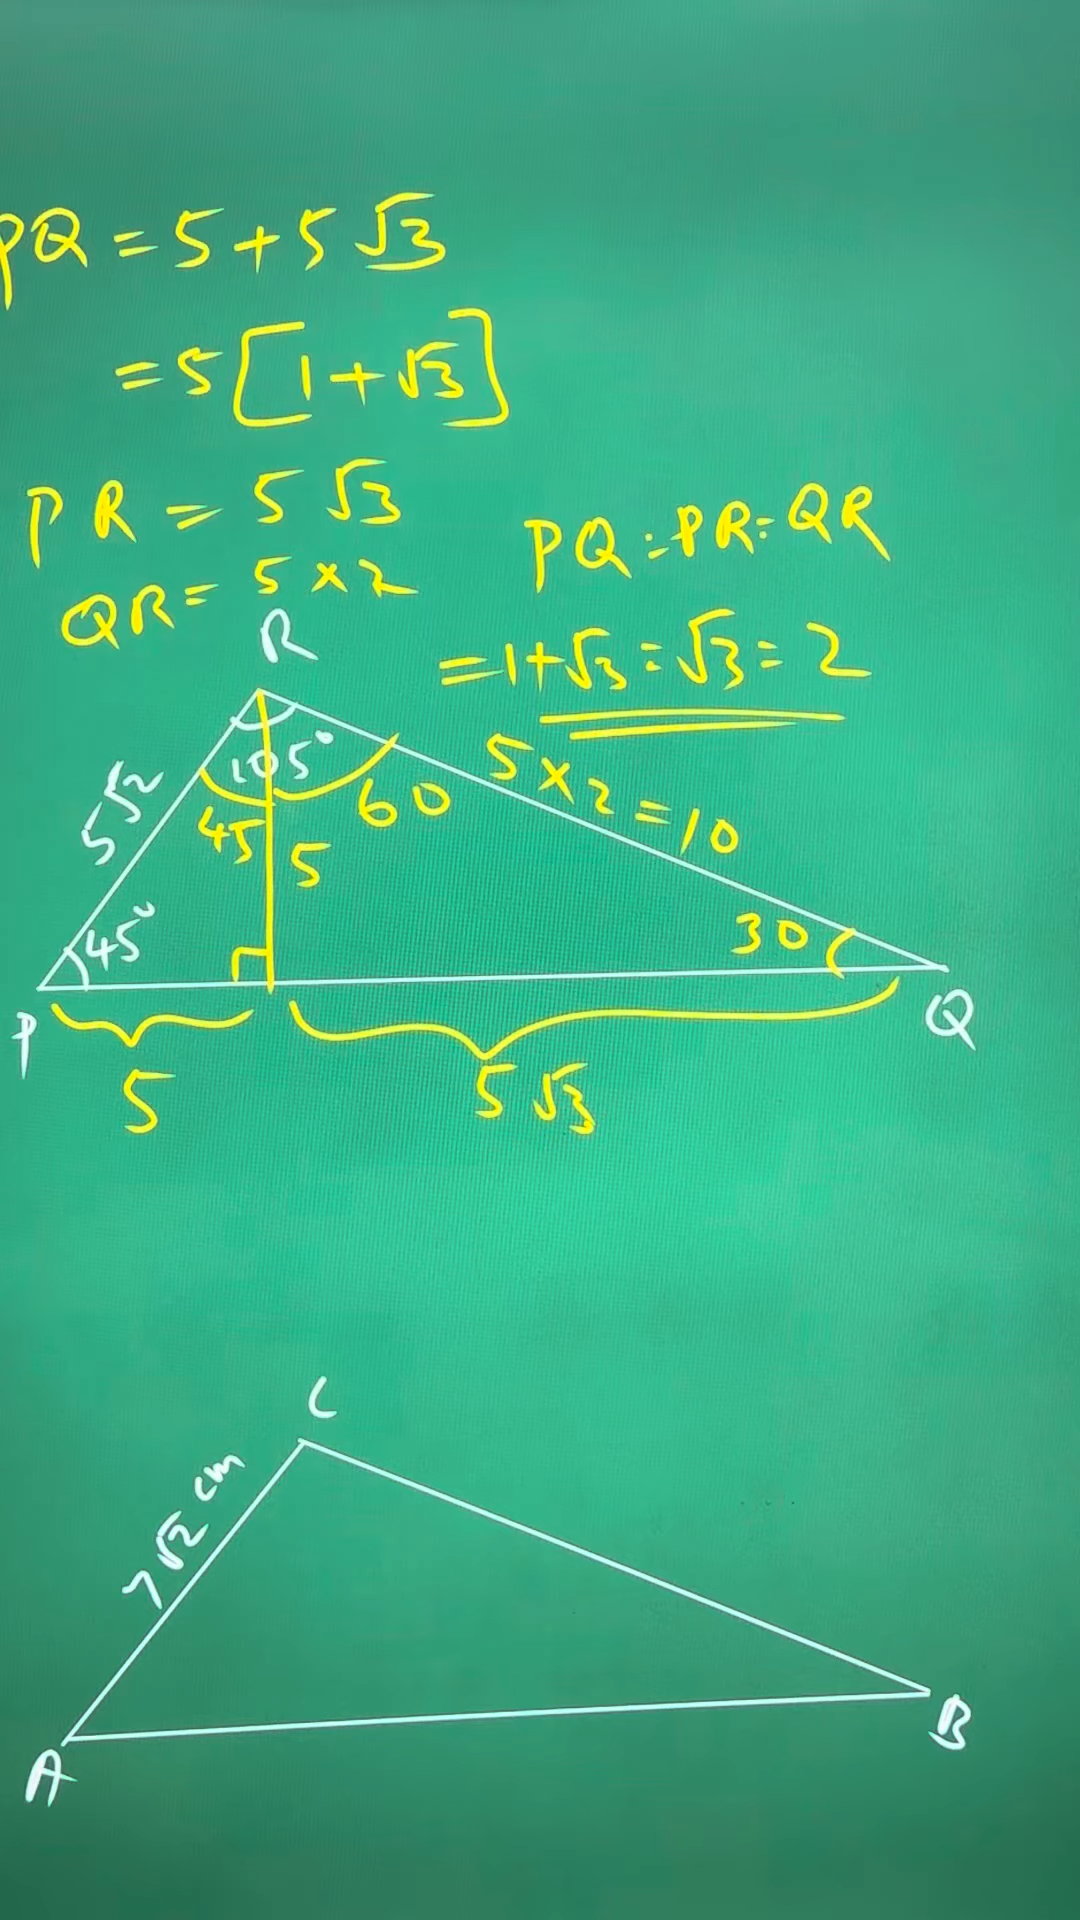 PQ = 5 + 5 √3
= 5 [1 + √3]
PR = 5 √3
QR = 5 × 2
PQ : PR : QR
= 1 + √3 : √3 : 2
R
5√2
105°
45
60
5
5 × 2 = 10
45°
30
P
Q
5
5 √3
C
7√2 cm
A
B